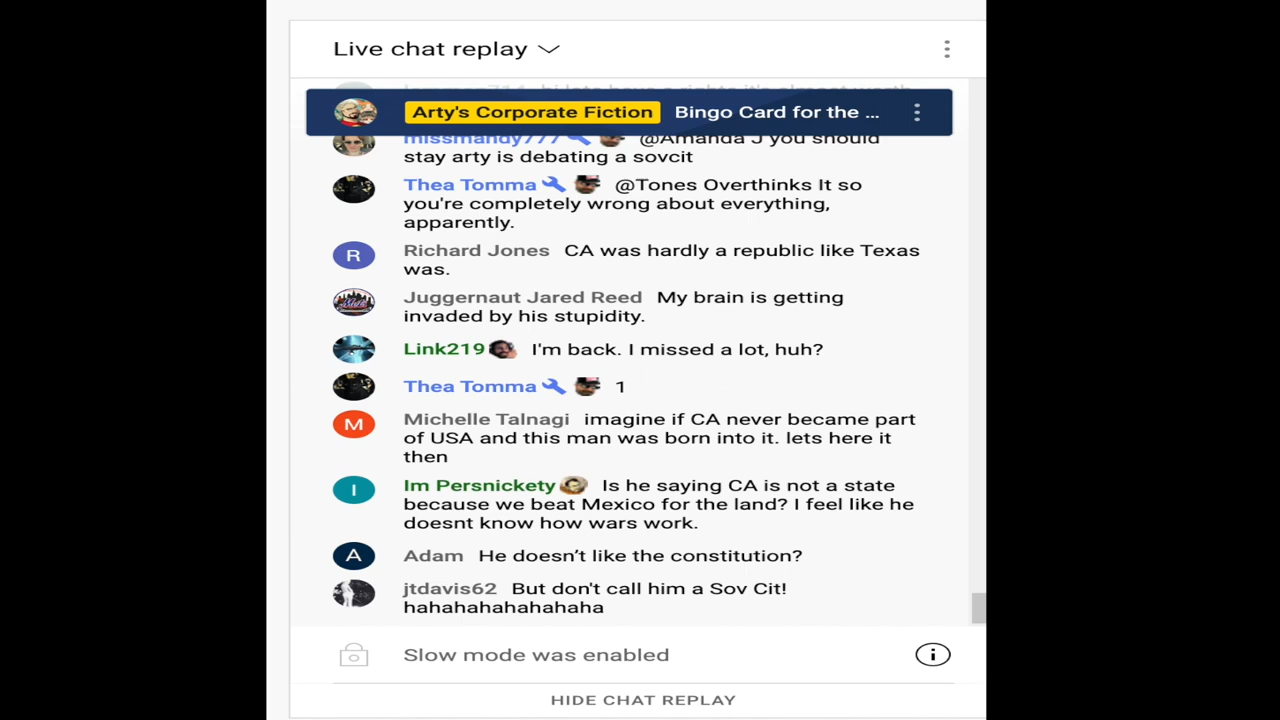 Live chat replay
Arty's Corporate Fiction Bingo Card for the ...
missmandy777 @Amanda J you should
stay arty is debating a sovcit
Thea Tomma @Tones Overthinks It so
you're completely wrong about everything,
apparently.
R Richard Jones CA was hardly a republic like Texas
was.
Juggernaut Jared Reed My brain is getting
invaded by his stupidity.
Link219 I'm back. I missed a lot, huh?
Thea Tomma 1
M Michelle Talnagi imagine if CA never became part
of USA and this man was born into it. lets here it
then
I Im Persnickety Is he saying CA is not a state
because we beat Mexico for the land? I feel like he
doesnt know how wars work.
A Adam He doesn’t like the constitution?
jtdavis62 But don't call him a Sov Cit!
hahahahahahahaha
Slow mode was enabled
HIDE CHAT REPLAY